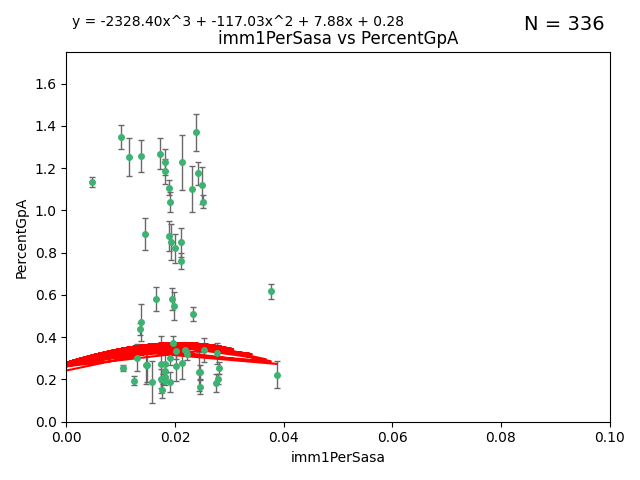 y = -2328.40x^3 + -117.03x^2 + 7.88x + 0.28
N = 336
imm1PerSasa vs PercentGpA
PercentGpA
1.6
1.4
1.2
1.0
0.8
0.6
0.4
0.2
0.0
0.00 0.02 0.04 0.06 0.08 0.10
imm1PerSasa